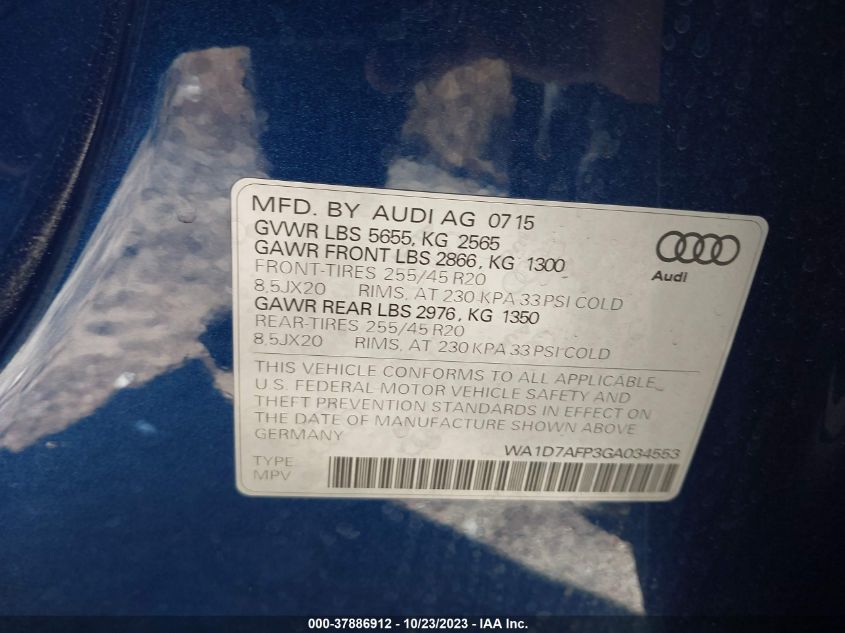 MFD. BY AUDI AG 0715
GVWR LBS 5655, KG 2565
GAWR FRONT LBS 2866, KG 1300
FRONT-TIRES 255/45 R20
8,5JX20 RIMS, AT 230 KPA 33 PSI COLD
GAWR REAR LBS 2976, KG 1350
REAR-TIRES 255/45 R20
8,5JX20 RIMS, AT 230 KPA 33 PSI COLD
Audi
THIS VEHICLE CONFORMS TO ALL APPLICABLE
U.S. FEDERAL MOTOR VEHICLE SAFETY AND
THEFT PREVENTION STANDARDS IN EFFECT ON
THE DATE OF MANUFACTURE SHOWN ABOVE
GERMANY
WA1D7AFP3GA034553
TYPE
MPV
000-37886912 - 10/23/2023 - IAA Inc.